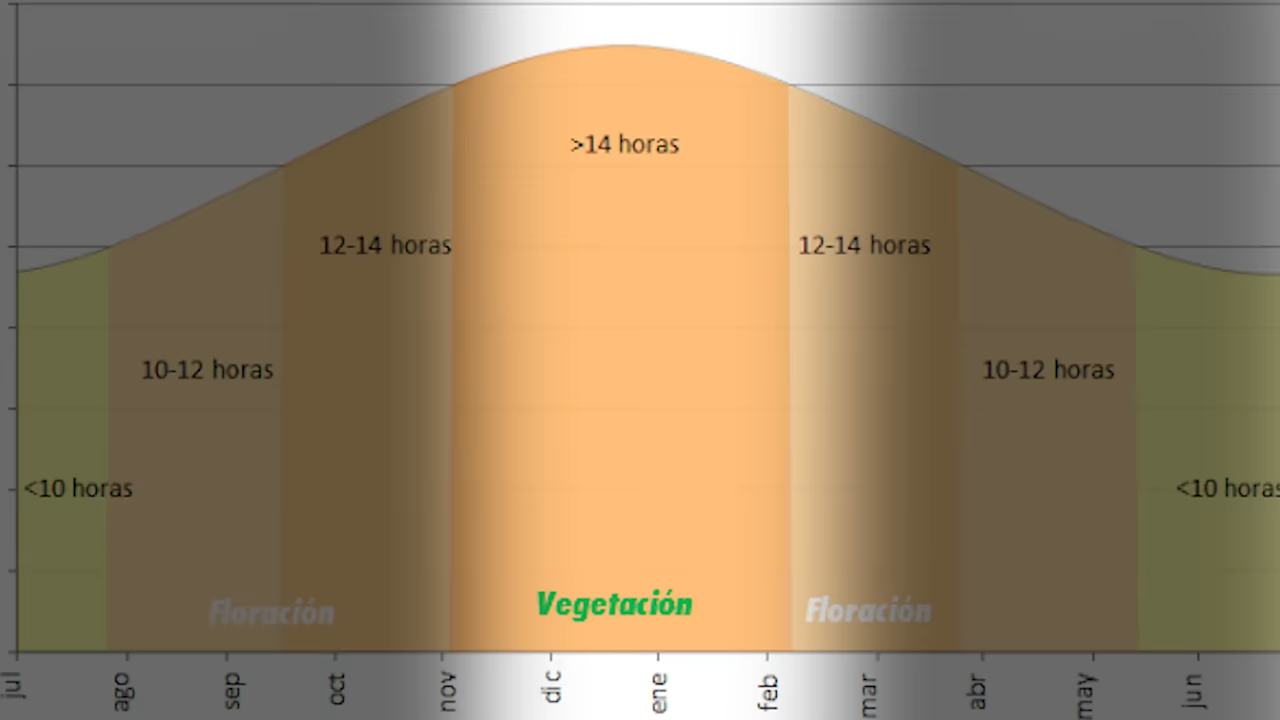 >14 horas
12-14 horas
12-14 horas
10-12 horas
10-12 horas
<10 horas
<10 horas
Floración
Vegetación
Floración
jul
ago
sep
oct
nov
dic
ene
feb
mar
abr
may
jun